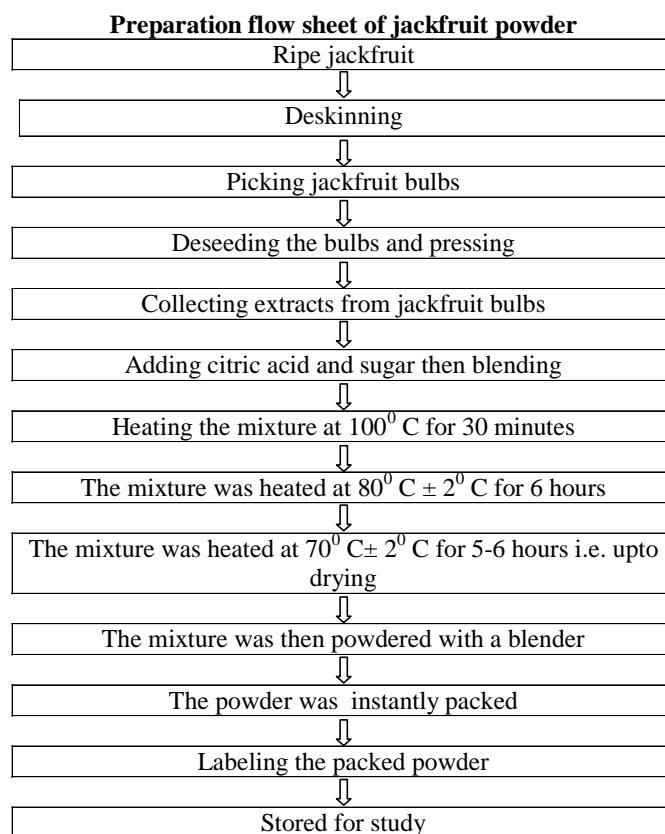 Preparation flow sheet of jackfruit powder
Ripe jackfruit
Deskinning
Picking jackfruit bulbs
Deseeding the bulbs and pressing
Collecting extracts from jackfruit bulbs
Adding citric acid and sugar then blending
Heating the mixture at 100⁰ C for 30 minutes
The mixture was heated at 80⁰ C ± 2⁰ C for 6 hours
The mixture was heated at 70⁰ C± 2⁰ C for 5-6 hours i.e. upto
drying
The mixture was then powdered with a blender
The powder was instantly packed
Labeling the packed powder
Stored for study